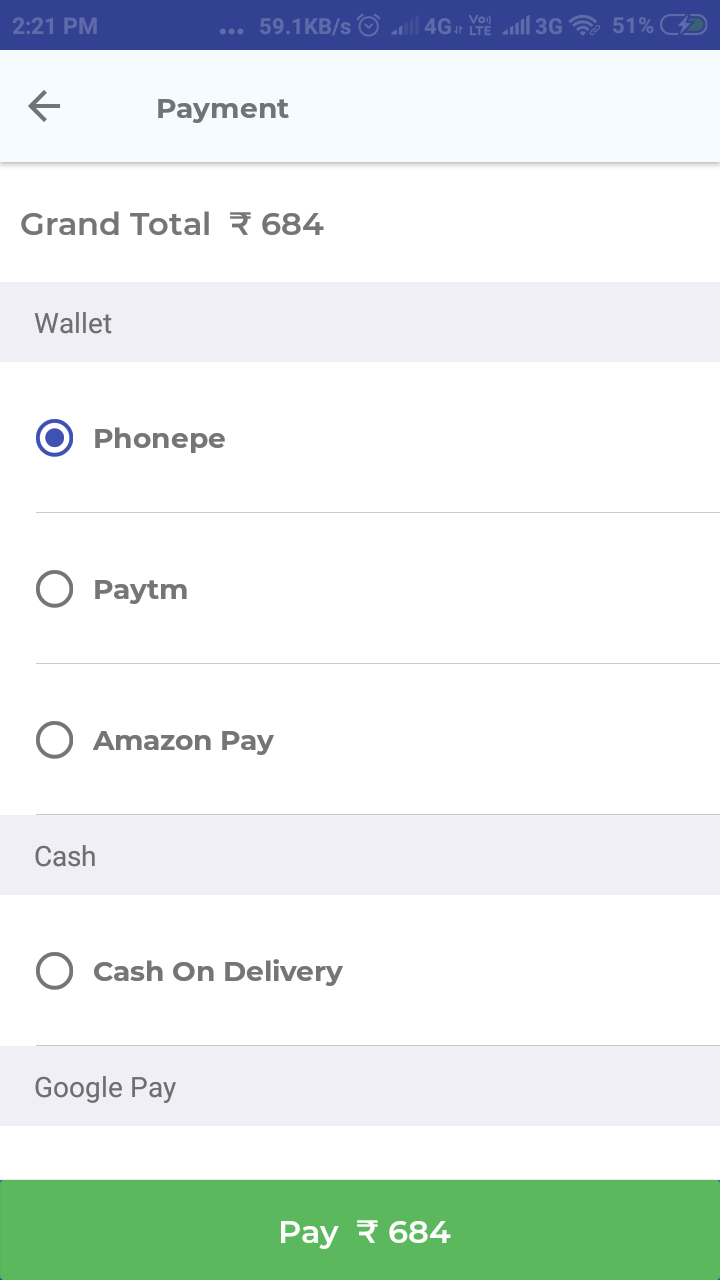 2:21 PM ... 59.1KB/s 4G Vo) LTE 3G 51%
Payment
Grand Total ₹ 684
Wallet
Phonepe
Paytm
Amazon Pay
Cash
Cash On Delivery
Google Pay
Pay ₹ 684